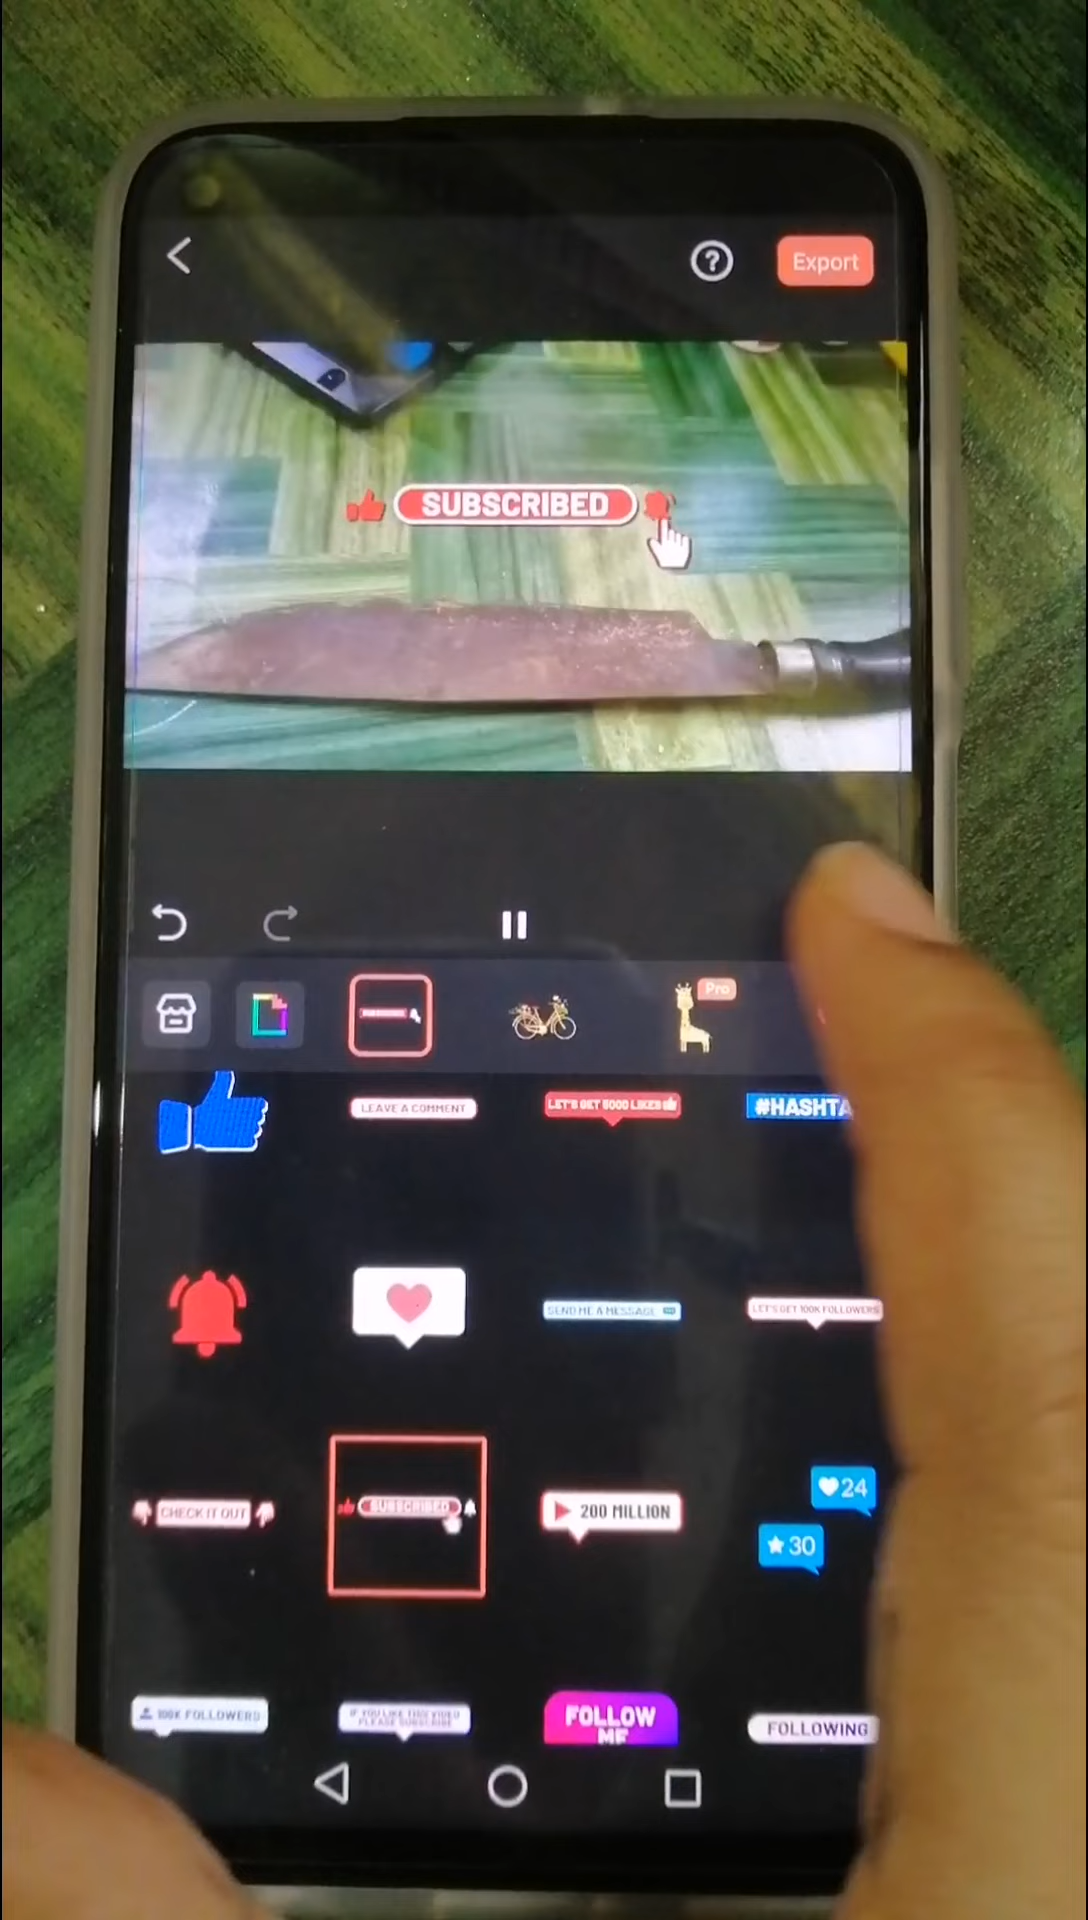 Export
SUBSCRIBED
Pro
LEAVE A COMMENT
LET'S GET 5000 LIKES
#HASHTA
SEND ME A MESSAGE
LET'S GET 100K FOLLOWERS
CHECK IT OUT
SUBSCRIBED
200 MILLION
24
30
100K FOLLOWERS
IF YOU LIKE THIS VIDEO
PLEASE SUBSCRIBE
FOLLOW
ME
FOLLOWING